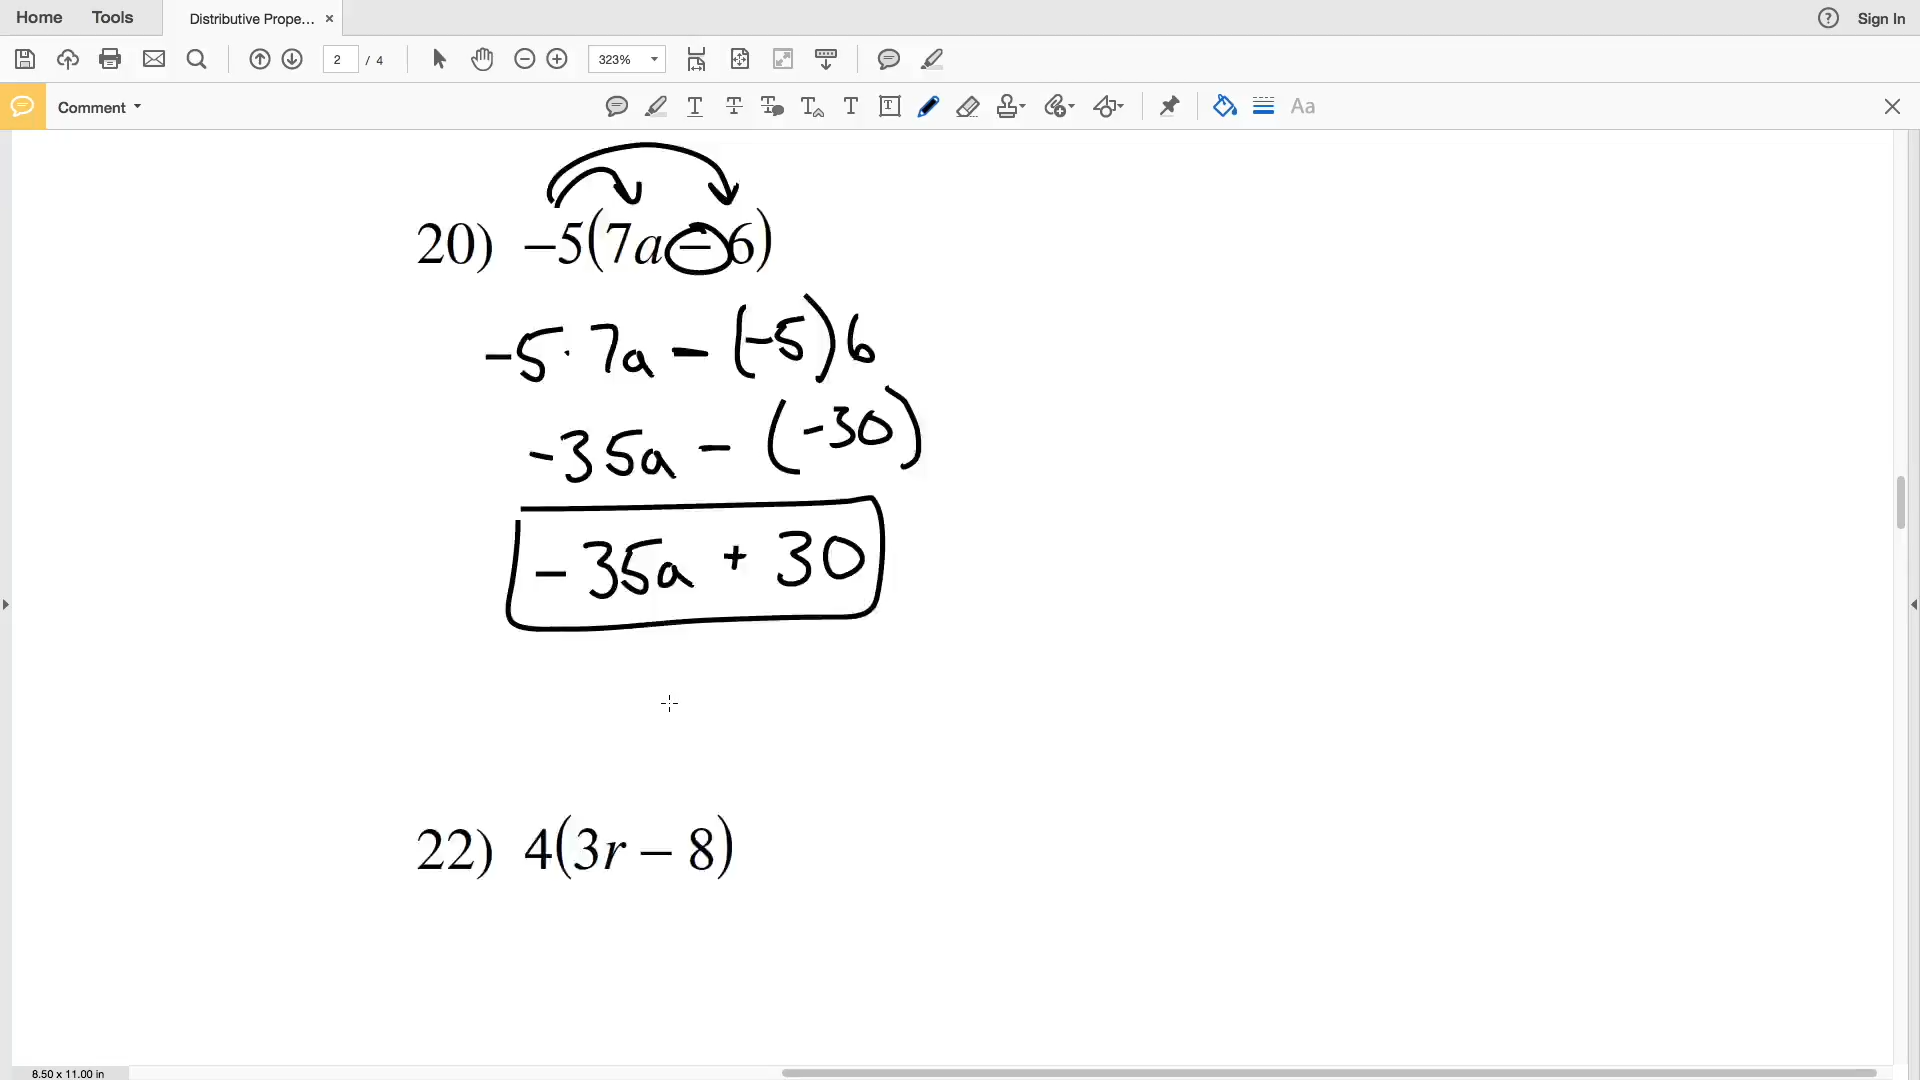 Home Tools Distributive Prope... × ? Sign In
2 / 4 323%
Comment T T T T T T Aa
20) −5(7a − 6)
-5 · 7a - (-5)6
-35a - (-30)
-35a + 30
22) 4(3r − 8)
8.50 x 11.00 in